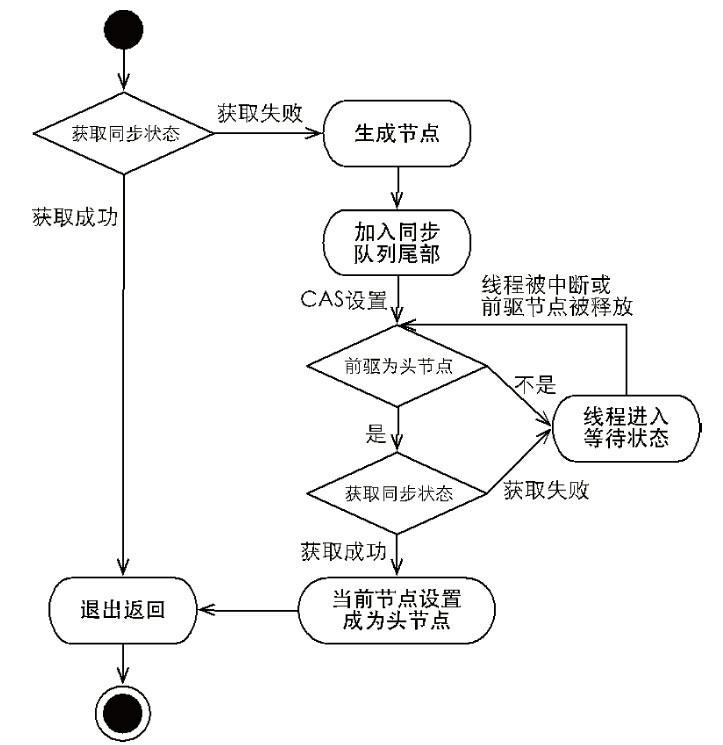 获取同步状态
获取失败
生成节点
获取成功
加入同步
队列尾部
CAS设置
线程被中断或
前驱节点被释放
前驱为头节点
不是
线程进入
等待状态
是
获取同步状态
获取失败
获取成功
退出返回
当前节点设置
成为头节点